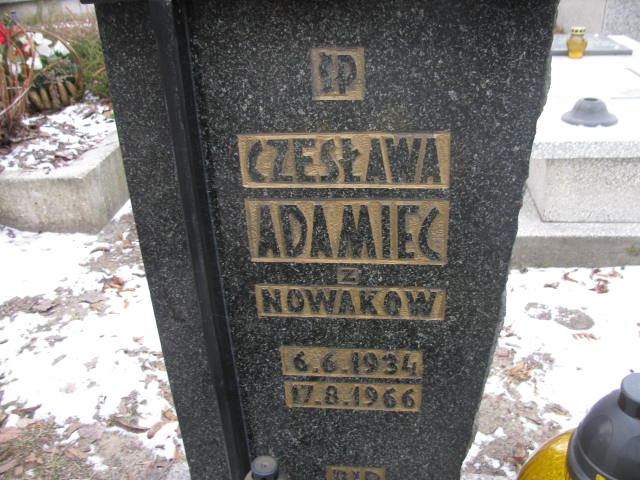 ŚP
CZESŁAWA
ADAMIEC
Z
NOWAKÓW
6.6.1934
17.8.1966